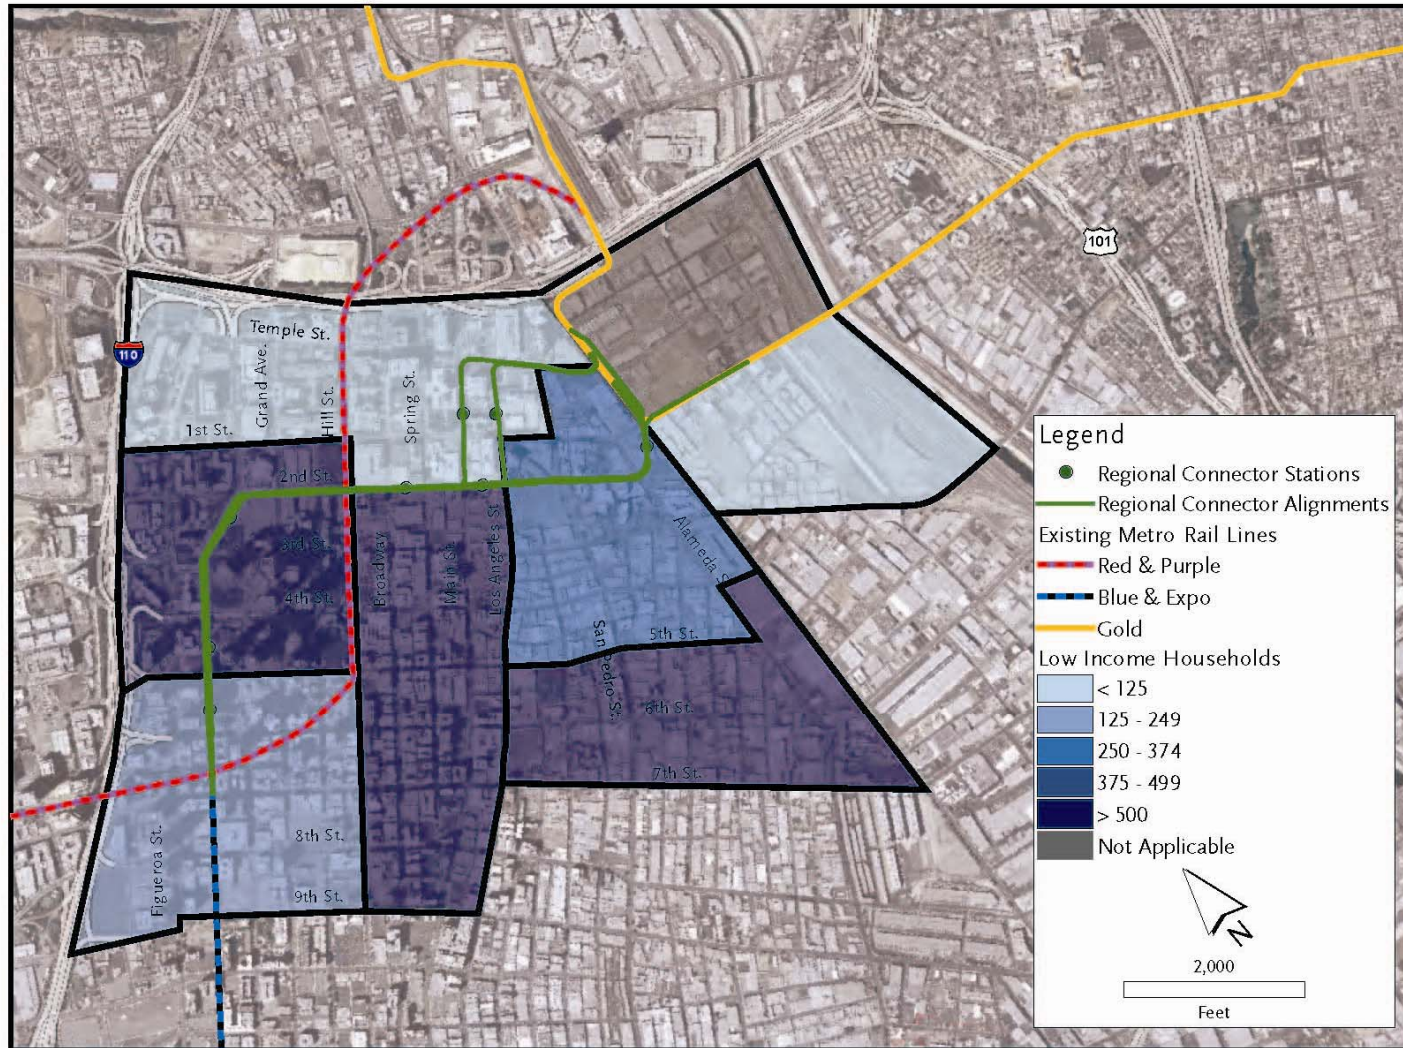 101
Temple St.
110
Grand Ave.
Hill St.
Spring St.
1st St.
2nd St.
3rd St.
4th St.
Broadway
Main St.
Los Angeles St
Alameda S
San Pedro St.
5th St.
6th St.
7th St.
8th St.
9th St.
Figueroa St.
Legend
Regional Connector Stations
Regional Connector Alignments
Existing Metro Rail Lines
Red & Purple
Blue & Expo
Gold
Low Income Households
< 125
125 - 249
250 - 374
375 - 499
> 500
Not Applicable
N
2,000
Feet